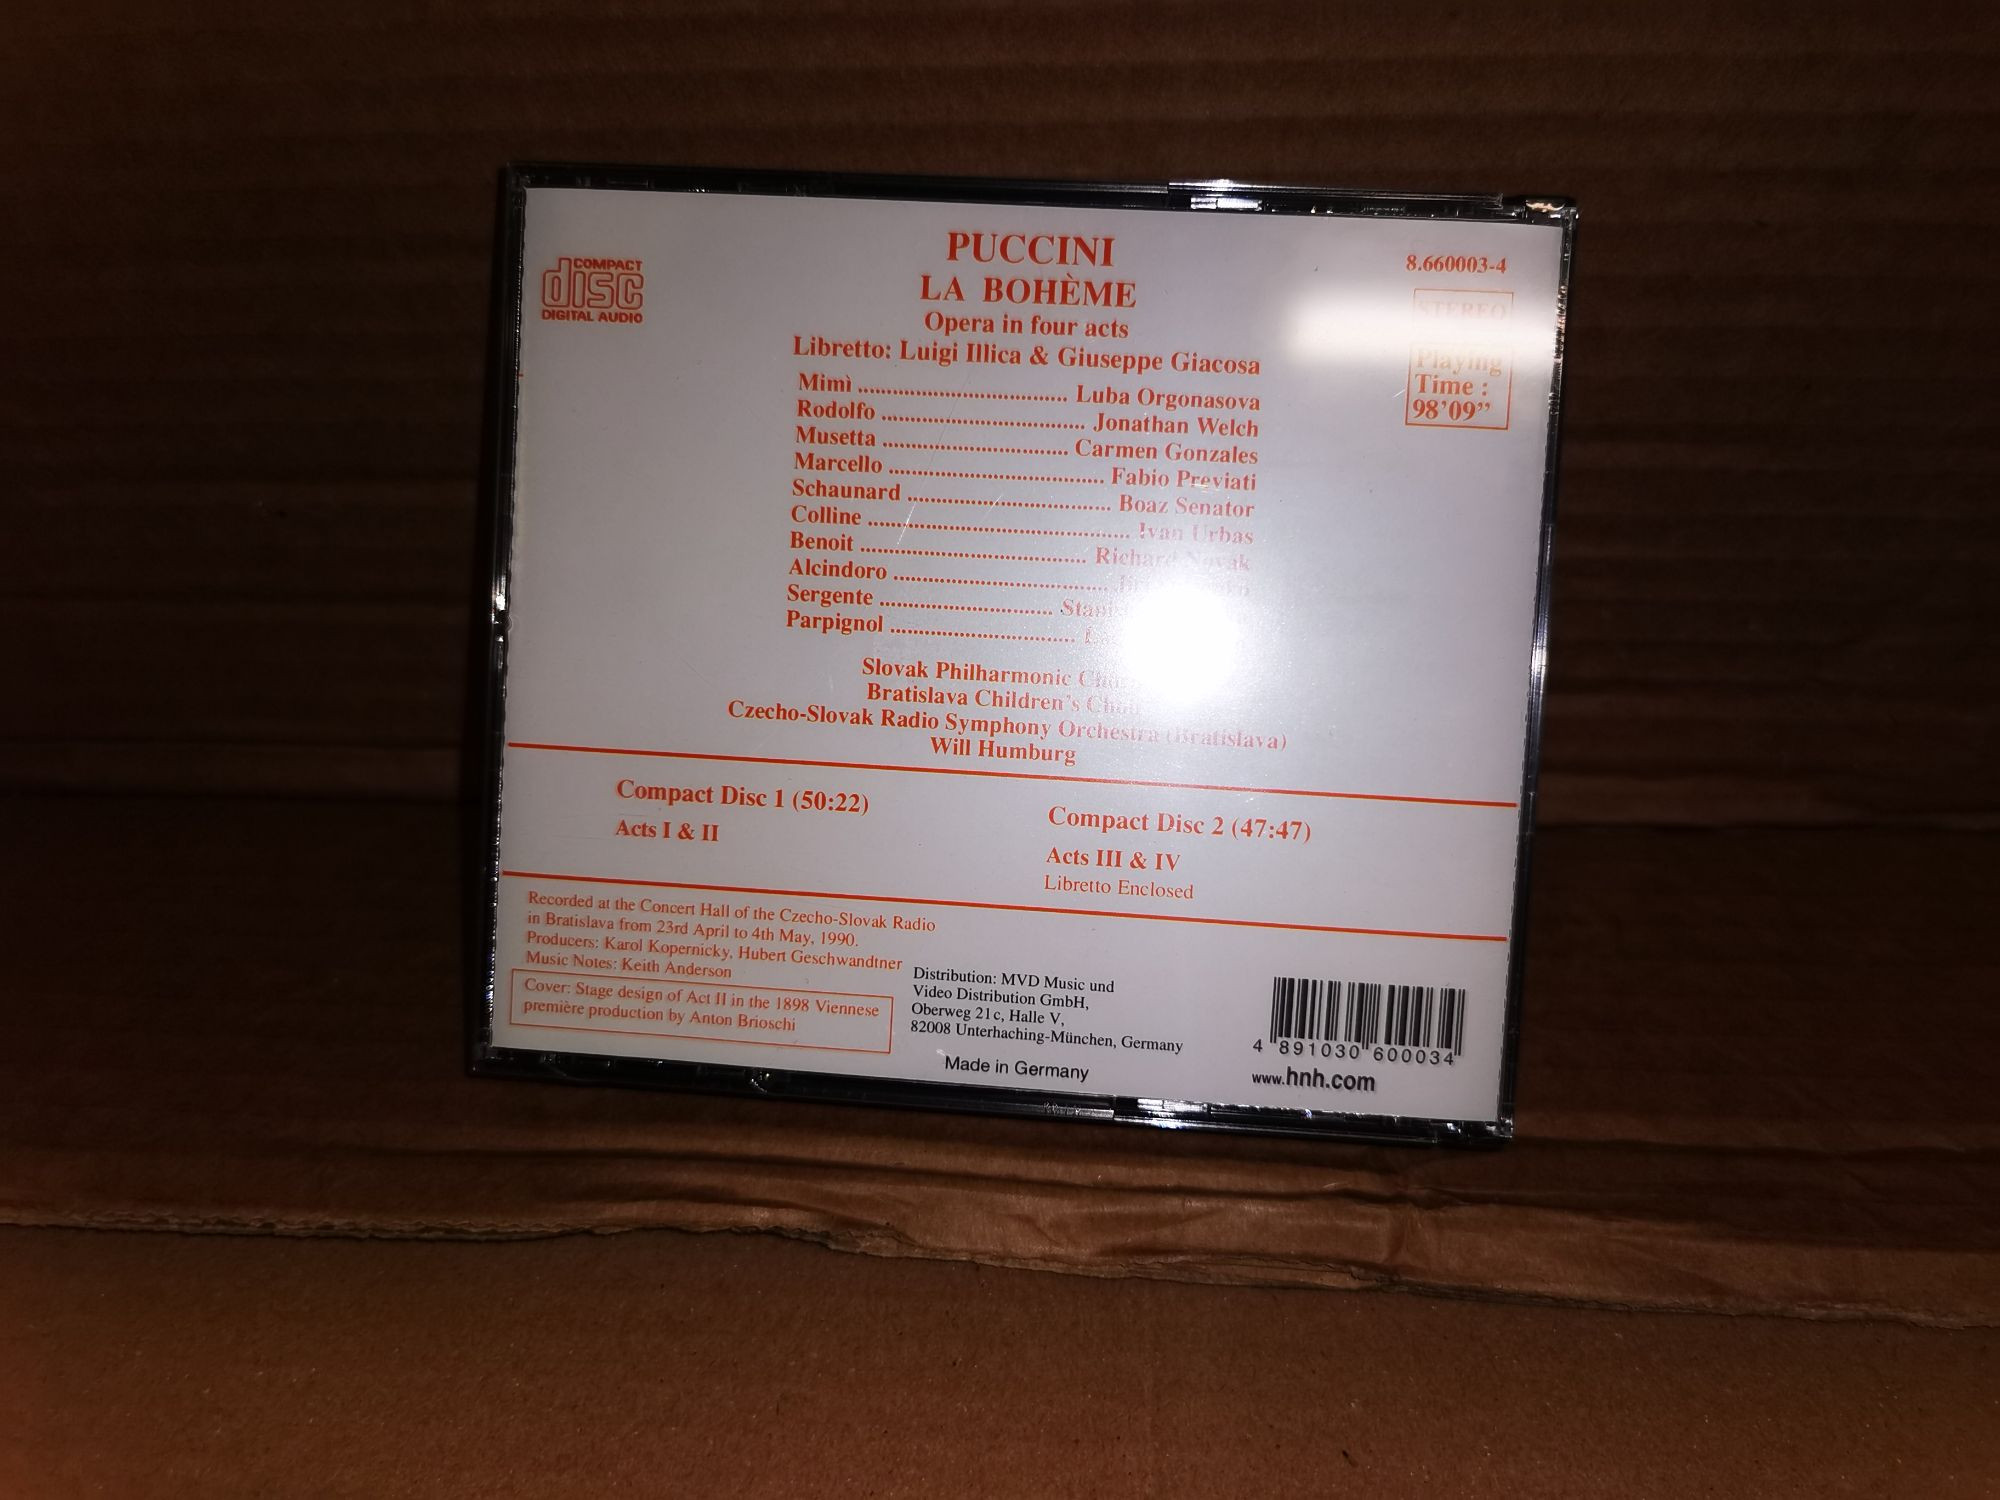 COMPACT
disc
DIGITAL AUDIO
PUCCINI
LA BOHÈME
Opera in four acts
Libretto: Luigi Illica & Giuseppe Giacosa
8.660003-4
STEREO
Playing
Time :
98'09”
Mimì .................................... Luba Orgonasova
Rodolfo ................................... Jonathan Welch
Musetta ................................ Carmen Gonzales
Marcello ..................................... Fabio Previati
Schaunard ................................... Boaz Senator
Colline ............................................. Ivan Urbas
Benoit ....................................... Richard Novak
Alcindoro .....................................
Sergente ..............................
Parpignol ................................
Slovak Philharmonic
Bratislava Children's
Czecho-Slovak Radio Symphony Orchestra (Bratislava)
Will Humburg
Compact Disc 1 (50:22)
Acts I & II
Compact Disc 2 (47:47)
Acts III & IV
Libretto Enclosed
Recorded at the Concert Hall of the Czecho-Slovak Radio
in Bratislava from 23rd April to 4th May, 1990.
Producers: Karol Kopernicky, Hubert Geschwandtner
Music Notes: Keith Anderson
Cover: Stage design of Act II in the 1898 Viennese
première production by Anton Brioschi
Distribution: MVD Music und
Video Distribution GmbH,
Oberweg 21c, Halle V,
82008 Unterhaching-München, Germany
Made in Germany
4 891030 600034
www.hnh.com